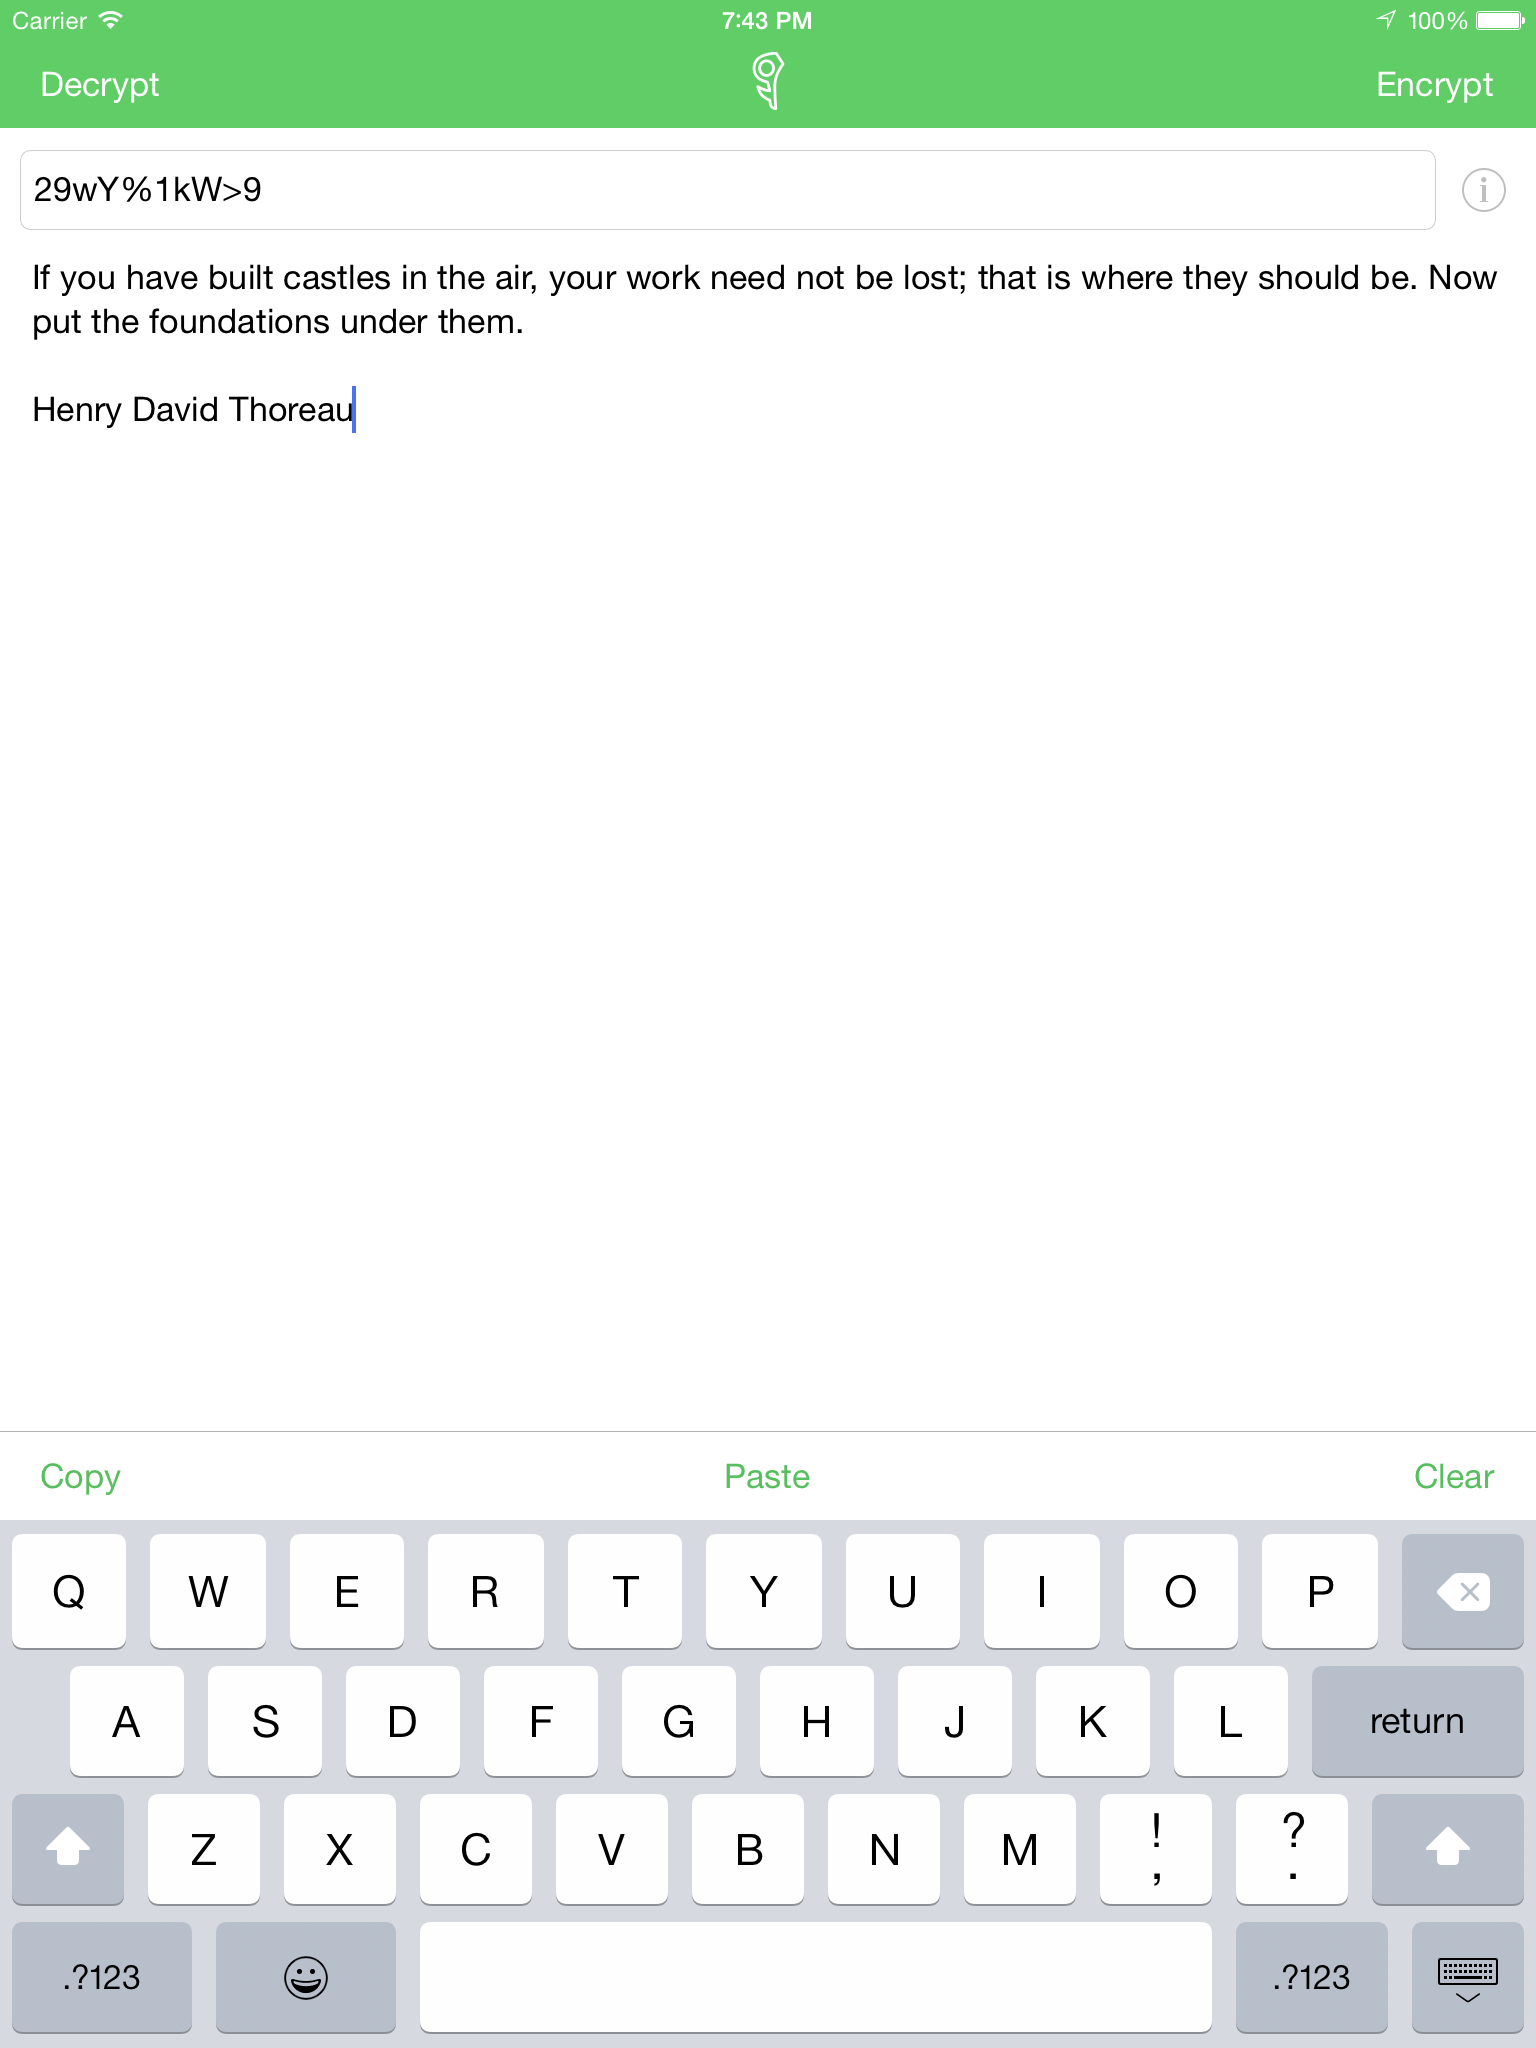 Carrier 7:43 PM 100%
Decrypt Encrypt
29wY%1kW>9
If you have built castles in the air, your work need not be lost; that is where they should be. Now
put the foundations under them.
Henry David Thoreau
Copy Paste Clear
Q W E R T Y U I O P
A S D F G H J K L return
Z X C V B N M ! , ? .
.?123 .?123